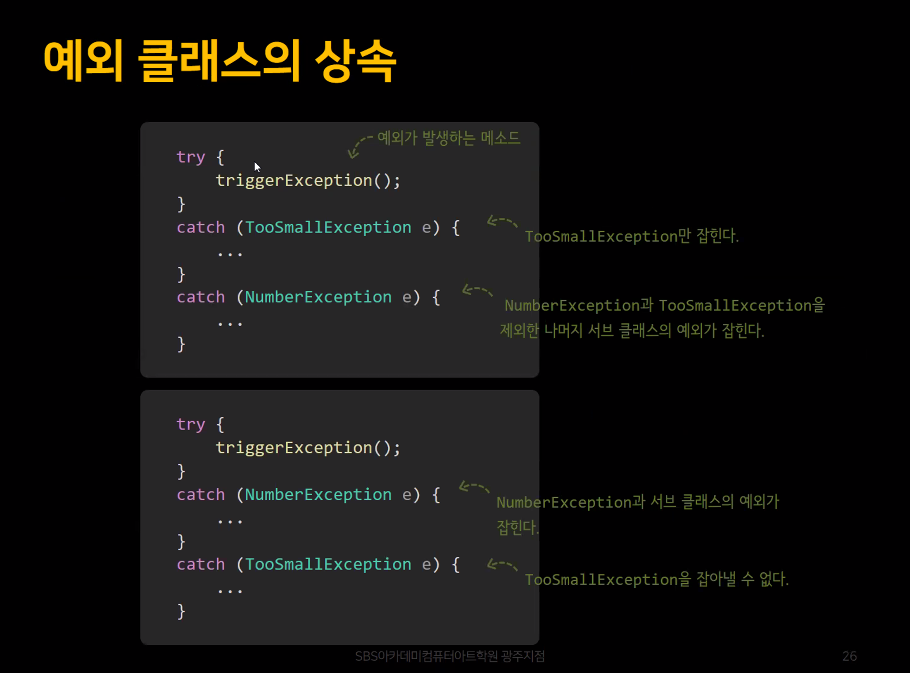 예외 클래스의 상속
예외가 발생하는 메소드
try {
triggerException();
}
catch (TooSmallException e) {
...
TooSmallException만 잡힌다.
}
catch (NumberException e) {
...
}
NumberException과 TooSmallException을
제외한 나머지 서브 클래스의 예외가 잡힌다.
try {
triggerException();
}
catch (NumberException e) {
...
}
NumberException과 서브 클래스의 예외가
잡힌다.
catch (TooSmallException e) {
...
}
TooSmallException을 잡아낼 수 없다.
SBS아카데미컴퓨터아트학원 광주지점
26